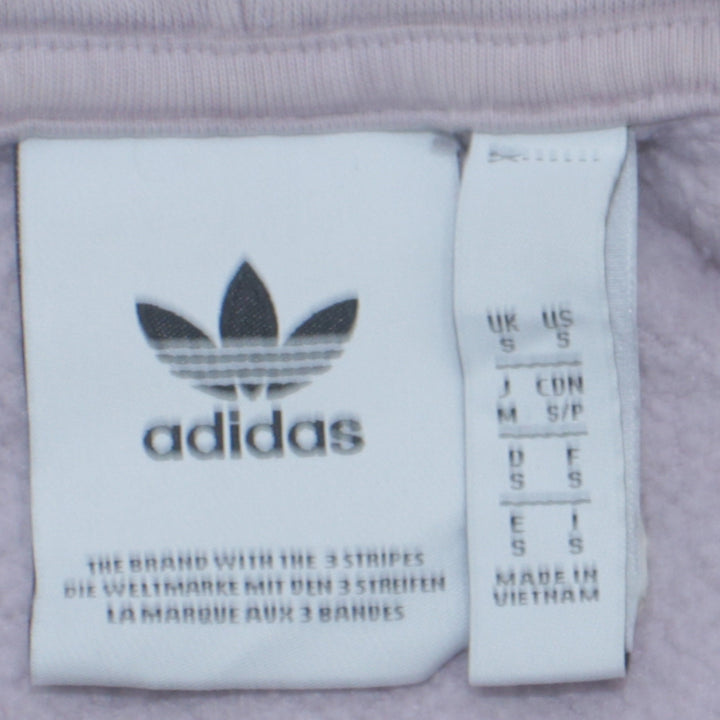 adidas
THE BRAND WITH THE 3 STRIPES
DIE WELTMARKE MIT DEN 3 STREIFEN
LA MARQUE AUX 3 BANDES
UK US
S S
J CDN
M S/P
D F
S S
E I
S S
MADE IN
VIETNAM